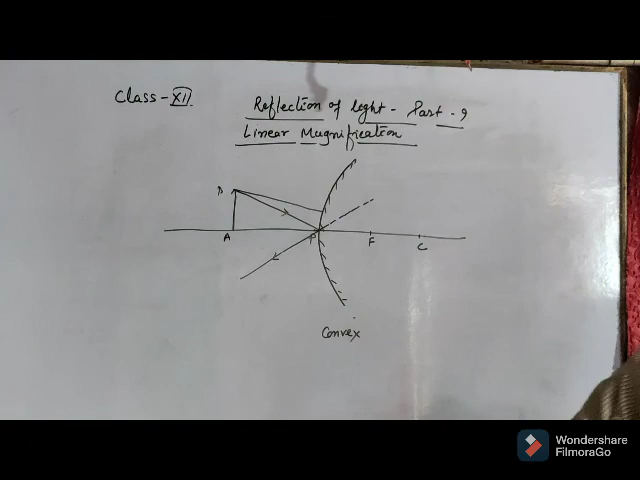 Class-XII
Reflection of light - Part-9
Linear Magnification
B
A
P
F
C
Convex
Wondershare
FilmoraGo